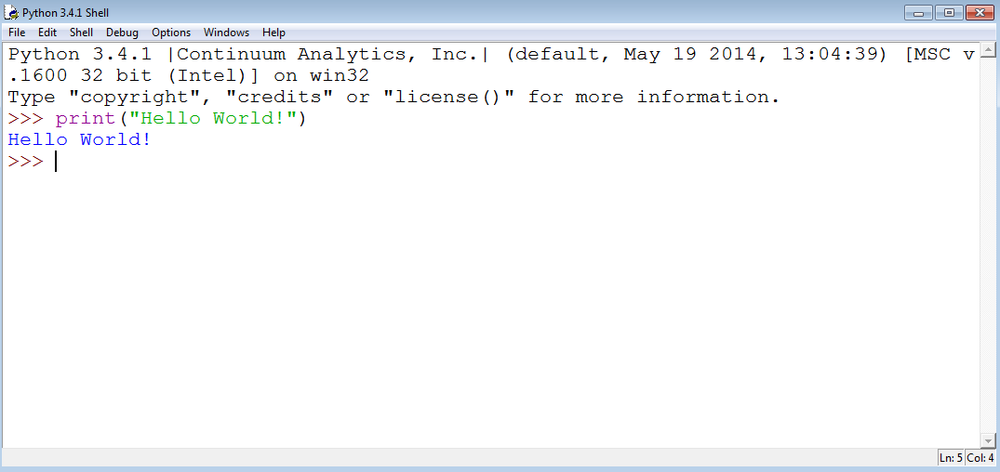 Python 3.4.1 Shell
File Edit Shell Debug Options Windows Help
Python 3.4.1 |Continuum Analytics, Inc.| (default, May 19 2014, 13:04:39) [MSC v
.1600 32 bit (Intel)] on win32
Type "copyright", "credits" or "license()" for more information.
>>> print("Hello World!")
Hello World!
>>>
Ln: 5 Col: 4